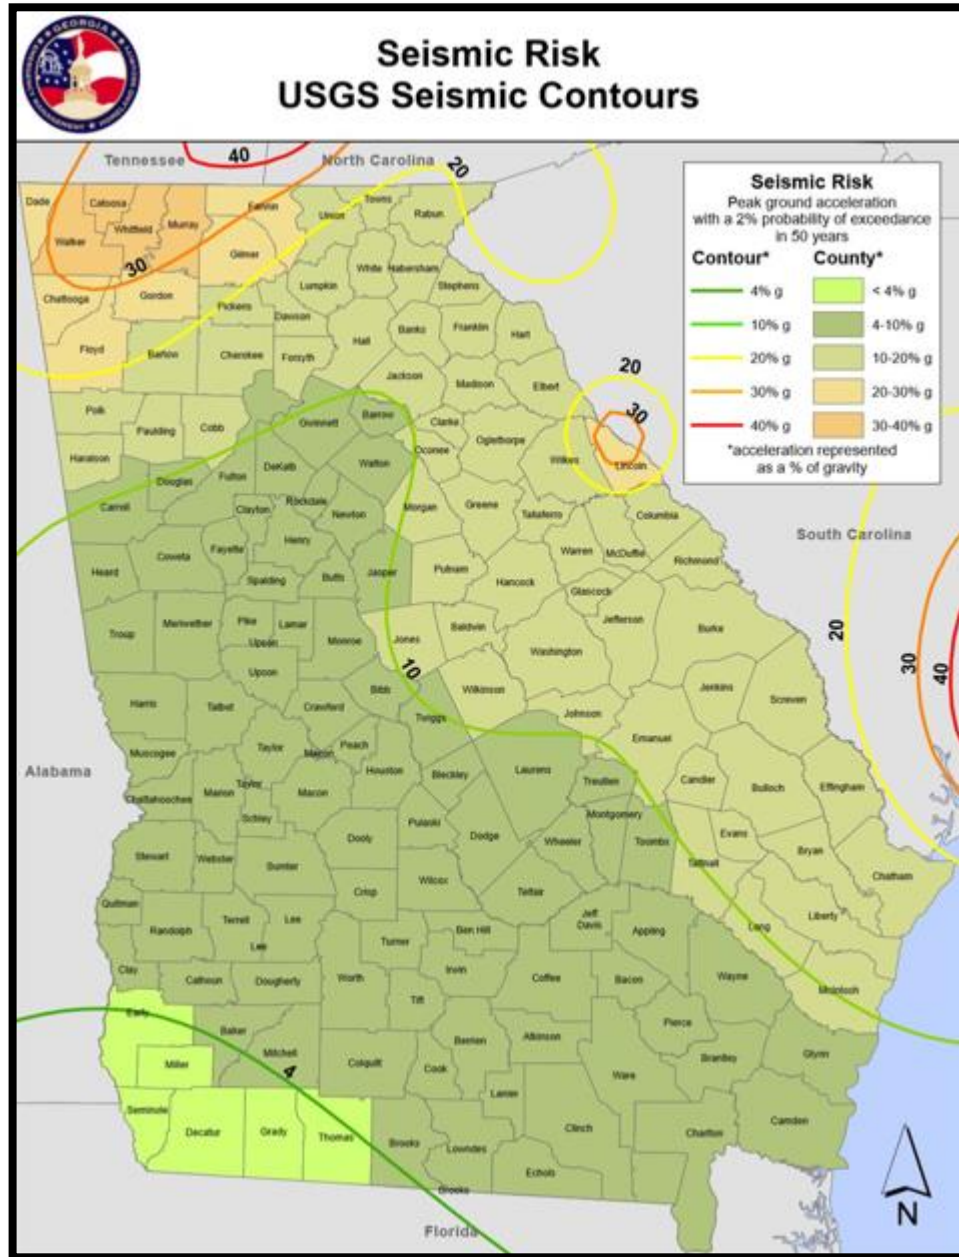 GEORGIA
Seismic Risk
USGS Seismic Contours
Tennessee
40
North Carolina
20
Seismic Risk
Peak ground acceleration
with a 2% probability of exceedance
in 50 years
Contour*
County*
4% g
< 4% g
10% g
4-10% g
20% g
10-20% g
30% g
20-30% g
40% g
30-40% g
*acceleration represented
as a % of gravity
Dade
Catoosa
Fannin
Towns
Union
Rabun
Whitfield
Murray
Walker
Gilmer
30
White
Habersham
Lumpkin
Stephens
Chattooga
Gordon
Pickens
Dawson
Banks
Franklin
Hart
Hall
Floyd
Bartow
Cherokee
Forsyth
Jackson
Madison
Elbert
20
Polk
Barrow
30
Gwinnett
Clarke
Paulding
Cobb
Oglethorpe
Haralson
Oconee
Walton
Wilkes
Lincoln
DeKalb
Fulton
Douglas
Carroll
Clayton
Rockdale
Newton
Morgan
Greene
Taliaferro
Columbia
South Carolina
Henry
Fayette
Coweta
Warren
McDuffie
Richmond
Heard
Spalding
Butts
Jasper
Putnam
Hancock
Glascock
Jefferson
Troup
Meriwether
Pike
Lamar
Upson
Monroe
Jones
Baldwin
Burke
20
30
40
Washington
10
Upson
Wilkinson
Jenkins
Screven
Harris
Talbot
Crawford
Bibb
Twiggs
Johnson
Emanuel
Muscogee
Taylor
Macon
Peach
Houston
Bleckley
Laurens
Treutlen
Candler
Bulloch
Effingham
Alabama
Chattahoochee
Marion
Taylor
Macon
Schley
Pulaski
Montgomery
Dooly
Dodge
Wheeler
Toombs
Evans
Bryan
Stewart
Webster
Sumter
Tattnall
Chatham
Wilcox
Telfair
Crisp
Quitman
Randolph
Terrell
Lee
Lee
Jeff
Davis
Appling
Long
Liberty
Turner
Ben Hill
Clay
Calhoun
Dougherty
Worth
Irwin
Coffee
Bacon
Wayne
McIntosh
Tift
Early
Baker
Mitchell
Pierce
Berrien
Atkinson
Brantley
Glynn
Miller
4
Colquitt
Cook
Ware
Lanier
Seminole
Decatur
Grady
Thomas
Brooks
Lowndes
Clinch
Charlton
Camden
Echols
Brooks
Florida
N